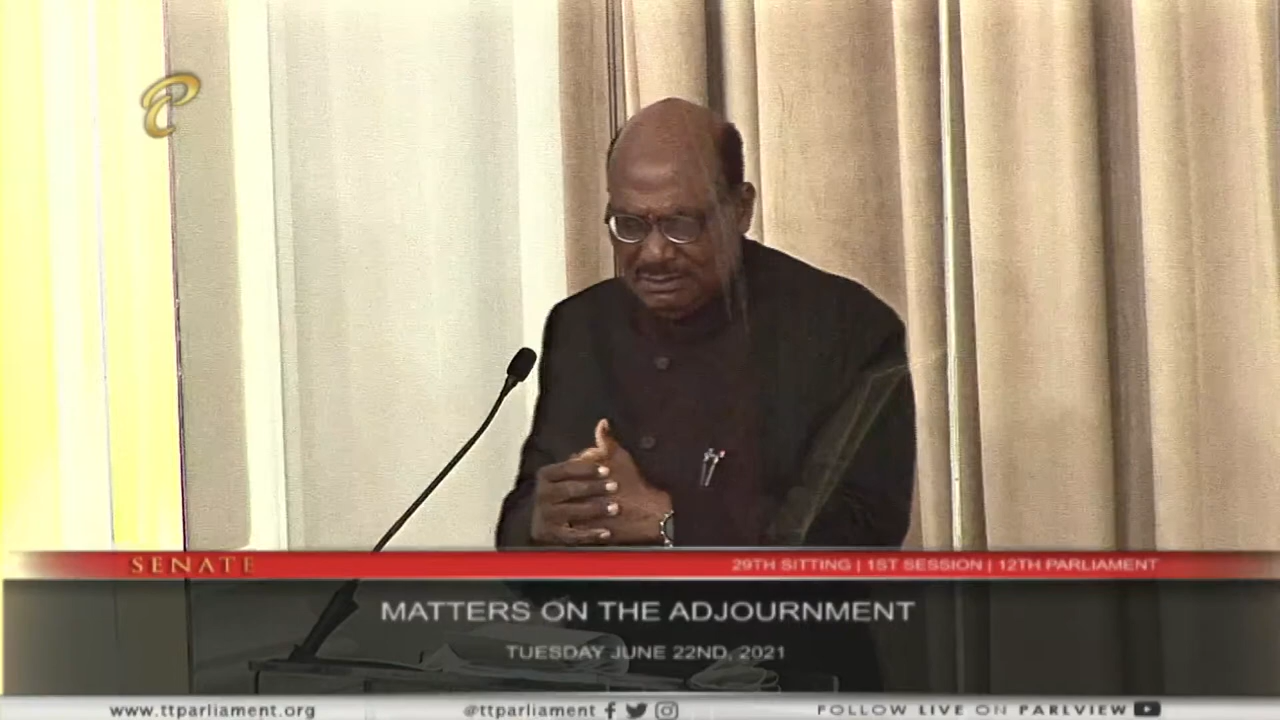 SENATE
29TH SITTING | 1ST SESSION | 12TH PARLIAMENT
MATTERS ON THE ADJOURNMENT
TUESDAY JUNE 22ND, 2021
www.ttparliament.org @ttparliament FOLLOW LIVE ON PARLVIEW